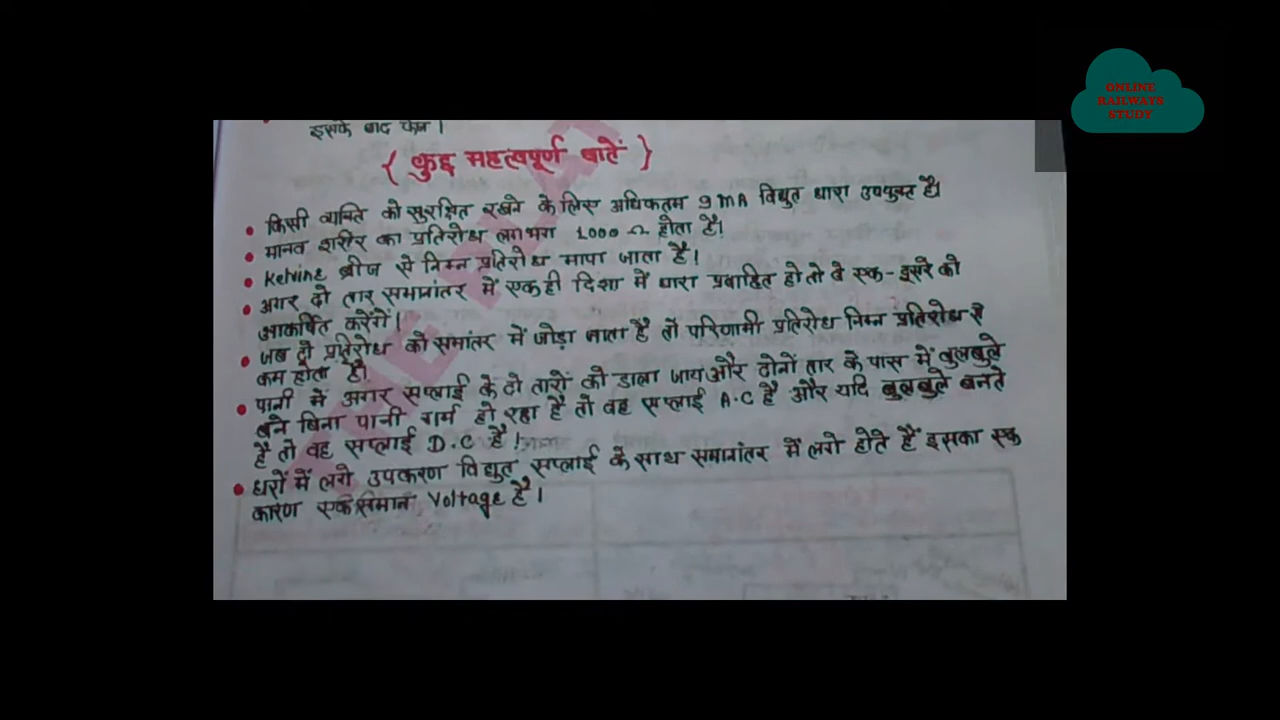 इसके बाद फेज।
{ कुछ महत्वपूर्ण बातें }
• किसी व्यक्ति को सुरक्षित रखने के लिए अधिकतम 9 MA विद्युत धारा उपयुक्त है।
• मानव शरीर का प्रतिरोध लगभग 1000 Ω होता है।
• Kelvine ब्रीज से निम्न प्रतिरोध मापा जाता है।
• अगर दो तार समानांतर में एक ही दिशा में धारा प्रवाहित हो तो वे एक-दूसरे को
आकर्षित करेंगें।
• जब दो प्रतिरोध को समांतर में जोड़ा जाता है तो परिणामी प्रतिरोध निम्न प्रतिरोध से
कम होता है।
• पानी में अगर सप्लाई के दो तारों को डाला जाय और दोनों तार के पास में बुलबुले
बने बिना पानी गर्म हो रहा है तो वह सप्लाई A.C है और यदि बुलबुले बनते
है तो वह सप्लाई D.C है।
• घरों में लगे उपकरण विद्युत सप्लाई के साथ समानांतर में लगे होते हैं इसका एक
कारण एक समान Voltage है।
ONLINE
RAILWAYS
STUDY